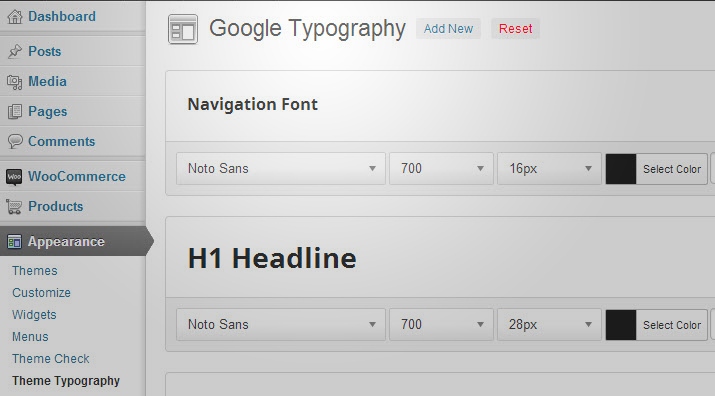 Dashboard
Posts
Media
Pages
Comments
Woo WooCommerce
Products
Appearance
Themes
Customize
Widgets
Menus
Theme Check
Theme Typography
Google Typography Add New Reset
Navigation Font
Noto Sans 700 16px Select Color
H1 Headline
Noto Sans 700 28px Select Color